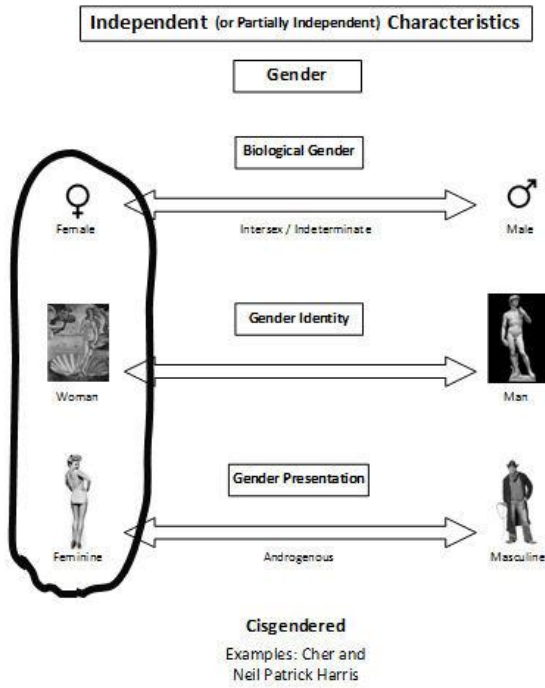 Independent (or Partially Independent) Characteristics
Gender
Biological Gender
Female
Intersex / Indeterminate
Male
Gender Identity
Woman
Man
Gender Presentation
Feminine
Androgenous
Masculine
Cisgendered
Examples: Cher and
Neil Patrick Harris